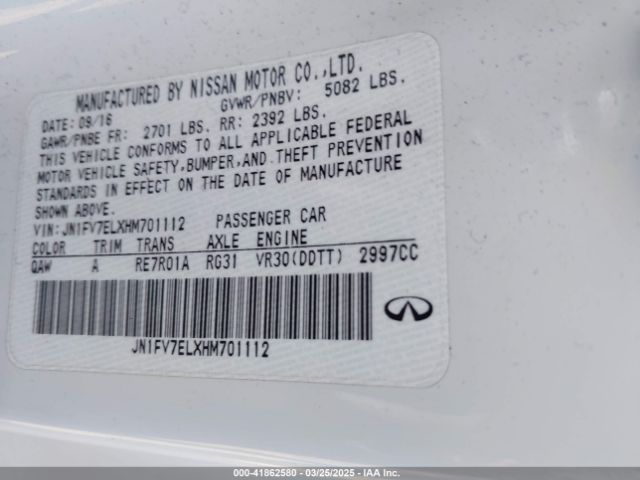 MANUFACTURED BY NISSAN MOTOR CO.,LTD.
DATE: 09/16 GVWR/PNBV: 5082 LBS.
GAWR/PNBE FR: 2701 LBS. RR: 2392 LBS.
THIS VEHICLE CONFORMS TO ALL APPLICABLE FEDERAL
MOTOR VEHICLE SAFETY,BUMPER,AND THEFT PREVENTION
STANDARDS IN EFFECT ON THE DATE OF MANUFACTURE
SHOWN ABOVE.
VIN:JN1FV7ELXHM701112 PASSENGER CAR
COLOR TRIM TRANS AXLE ENGINE
QAW A RE7R01A RG31 VR30(DDTT) 2997CC
JN1FV7ELXHM701112
INFINITI
000-41862580 - 03/25/2025 - IAA Inc.